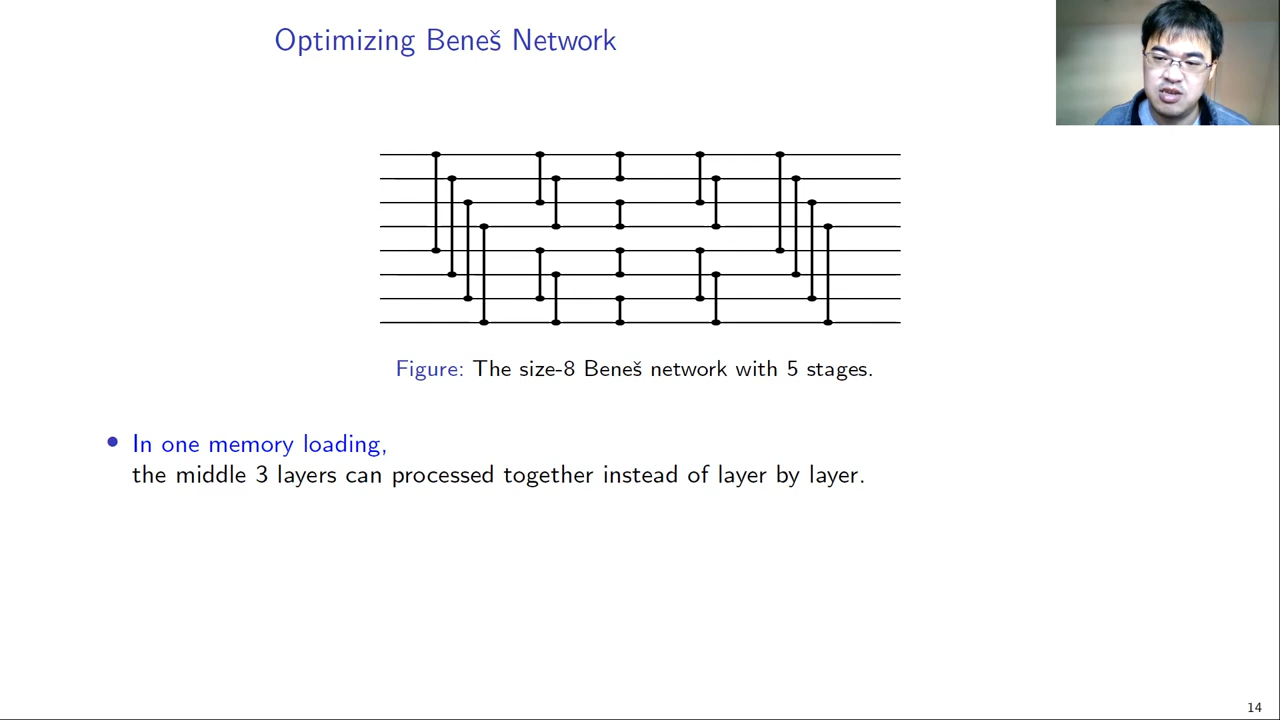 Optimizing Beneš Network
Figure: The size-8 Beneš network with 5 stages.
• In one memory loading,
the middle 3 layers can processed together instead of layer by layer.
14